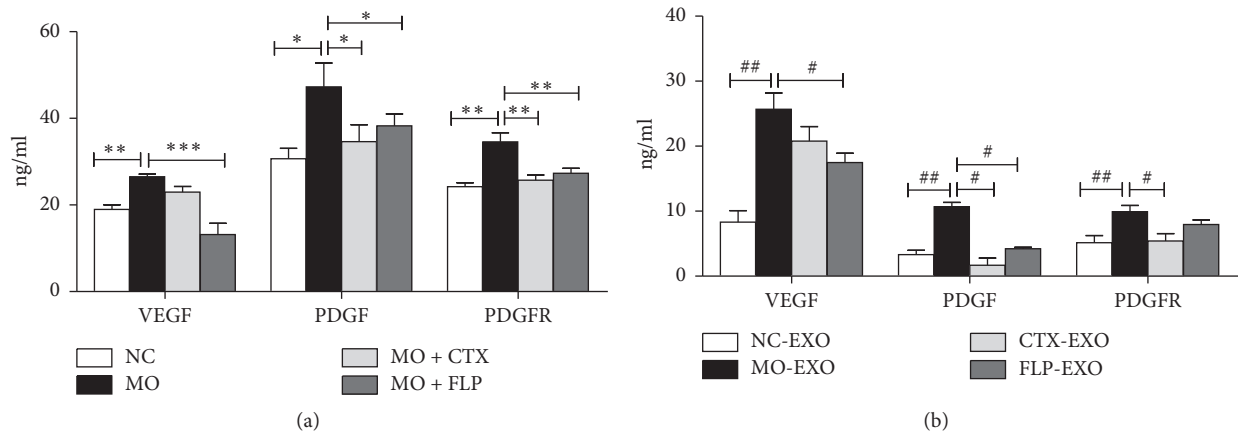 ng/ml
60
40
20
0
** ***
* * *
** ** **
VEGF PDGF PDGFR
NC
MO
MO + CTX
MO + FLP
(a)
ng/ml
40
30
20
10
0
## #
## # #
## #
VEGF PDGF PDGFR
NC-EXO
MO-EXO
CTX-EXO
FLP-EXO
(b)